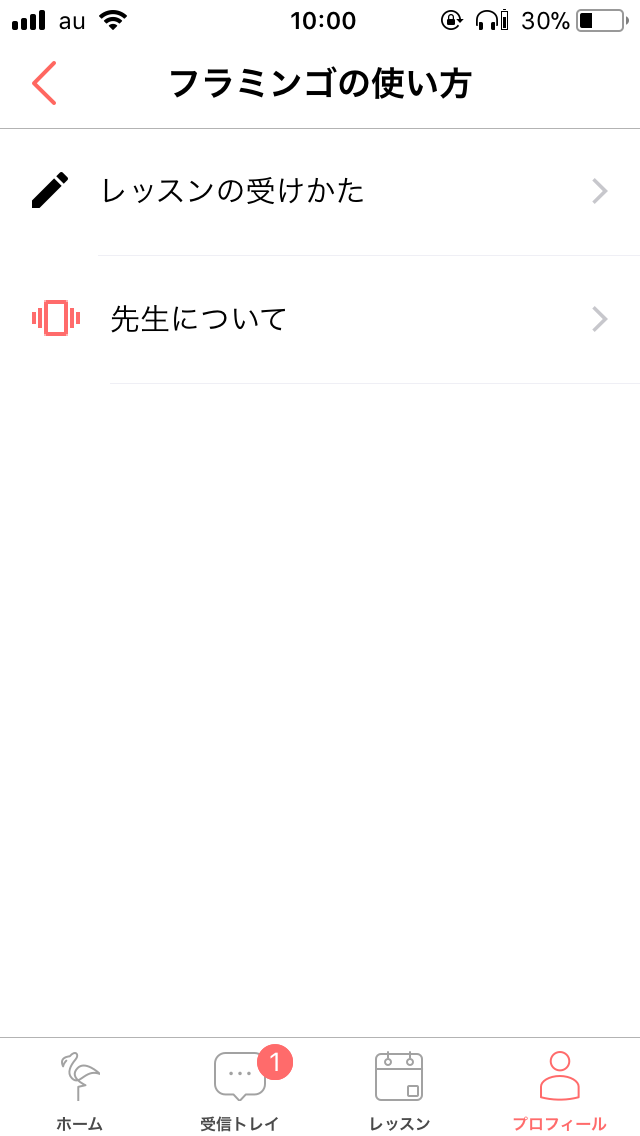 au 10:00 30%
フラミンゴの使い方
レッスンの受けかた
先生について
1
ホーム 受信トレイ レッスン プロフィール